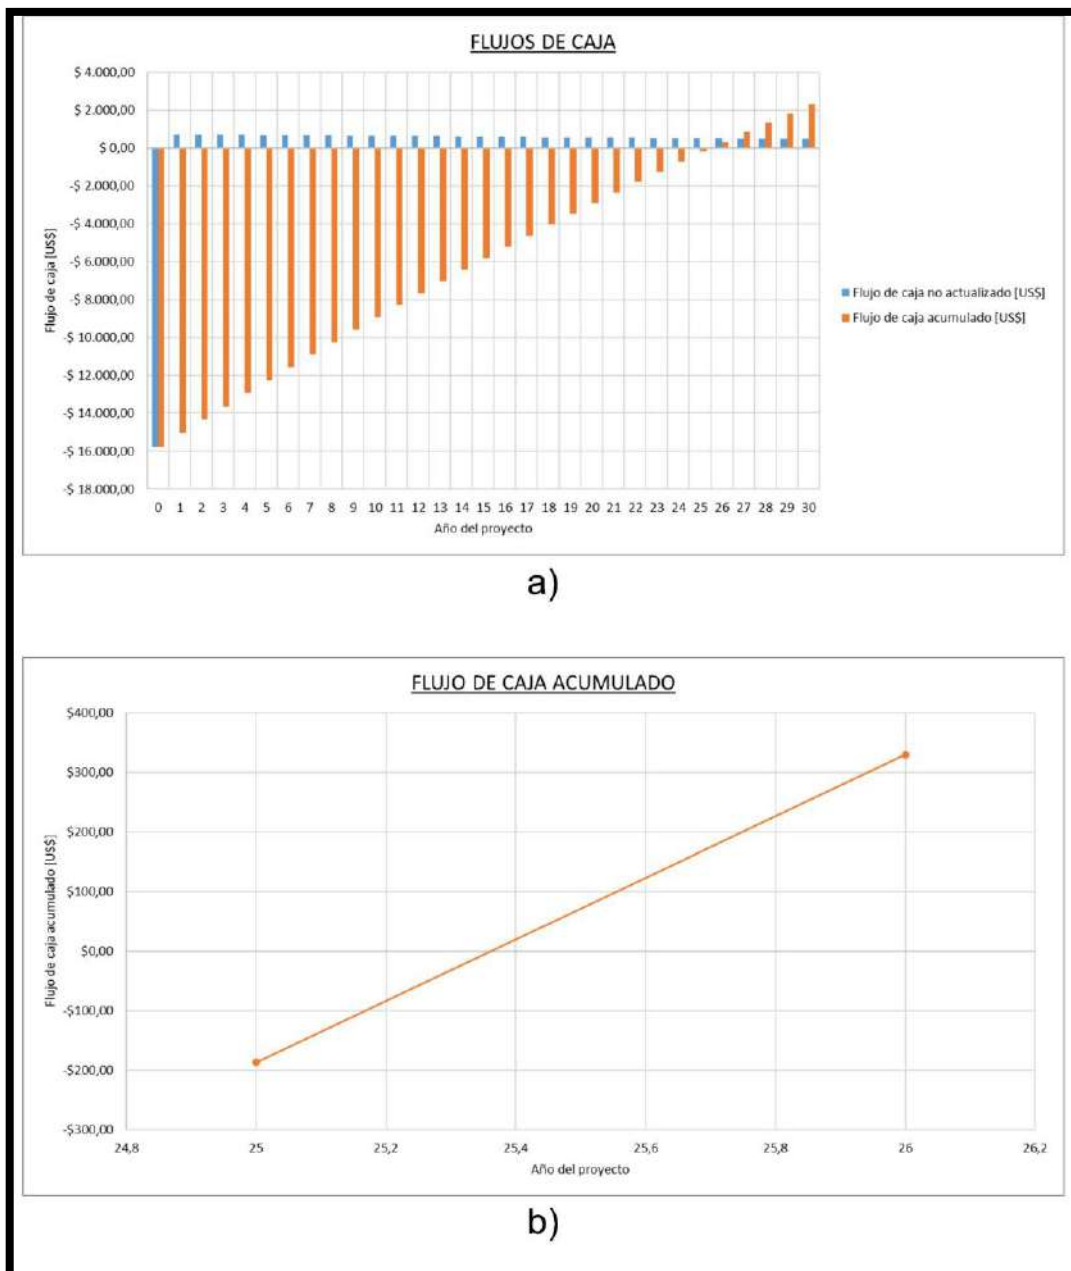 FLUJOS DE CAJA
$ 4.000,00
$ 2.000,00
$ 0,00
-$ 2.000,00
-$ 4.000,00
-$ 6.000,00
-$ 8.000,00
-$ 10.000,00
-$ 12.000,00
-$ 14.000,00
-$ 16.000,00
-$ 18.000,00
Flujo de caja [US$]
0 1 2 3 4 5 6 7 8 9 10 11 12 13 14 15 16 17 18 19 20 21 22 23 24 25 26 27 28 29 30
Año del proyecto
Flujo de caja no actualizado [US$]
Flujo de caja acumulado [US$]
a)
FLUJO DE CAJA ACUMULADO
$400,00
$300,00
$200,00
$100,00
$0,00
-$100,00
-$200,00
-$300,00
Flujo de caja acumulado [US$]
24,8 25 25,2 25,4 25,6 25,8 26 26,2
Año del proyecto
b)